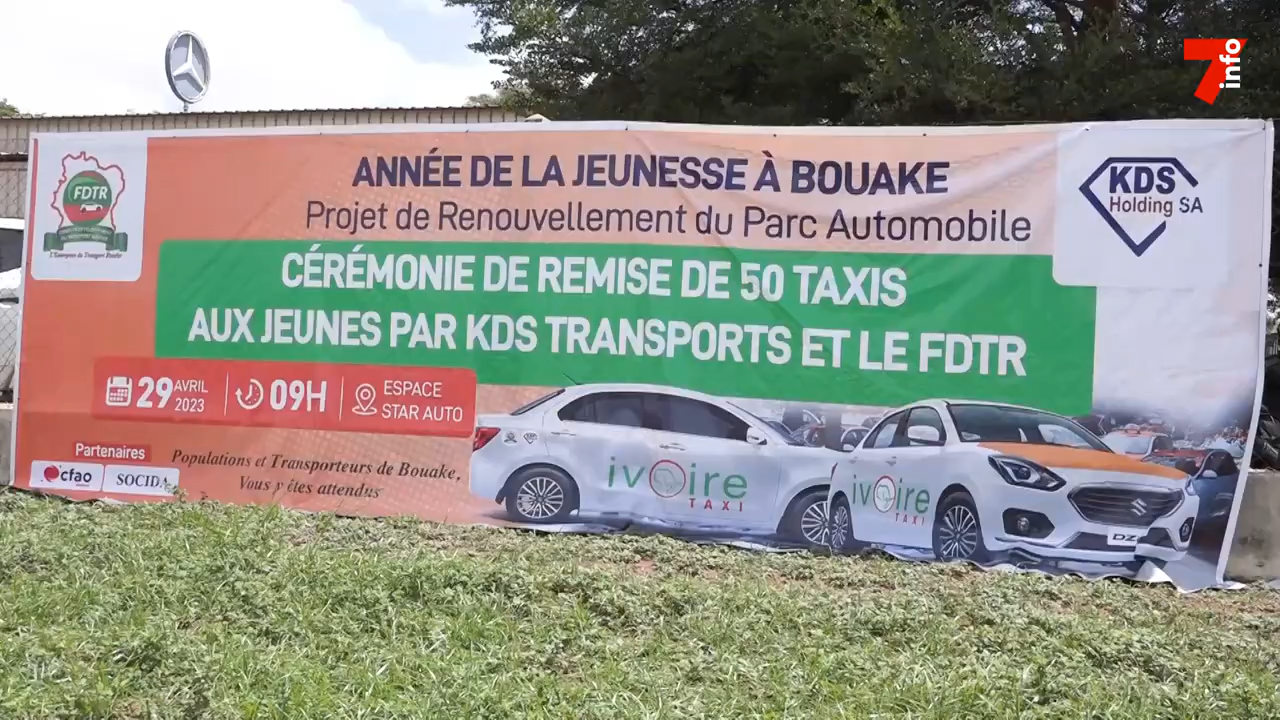 7 info
FDTR
ANNÉE DE LA JEUNESSE À BOUAKE
Projet de Renouvellement du Parc Automobile
KDS
Holding SA
CÉRÉMONIE DE REMISE DE 50 TAXIS
AUX JEUNES PAR KDS TRANSPORTS ET LE FDTR
29 AVRIL 2023
09H
ESPACE
STAR AUTO
Partenaires
cfao
SOCIDA
Populations et Transporteurs de Bouake,
Vous y êtes attendus
ivoire
TAXI
ivoire
TAXI